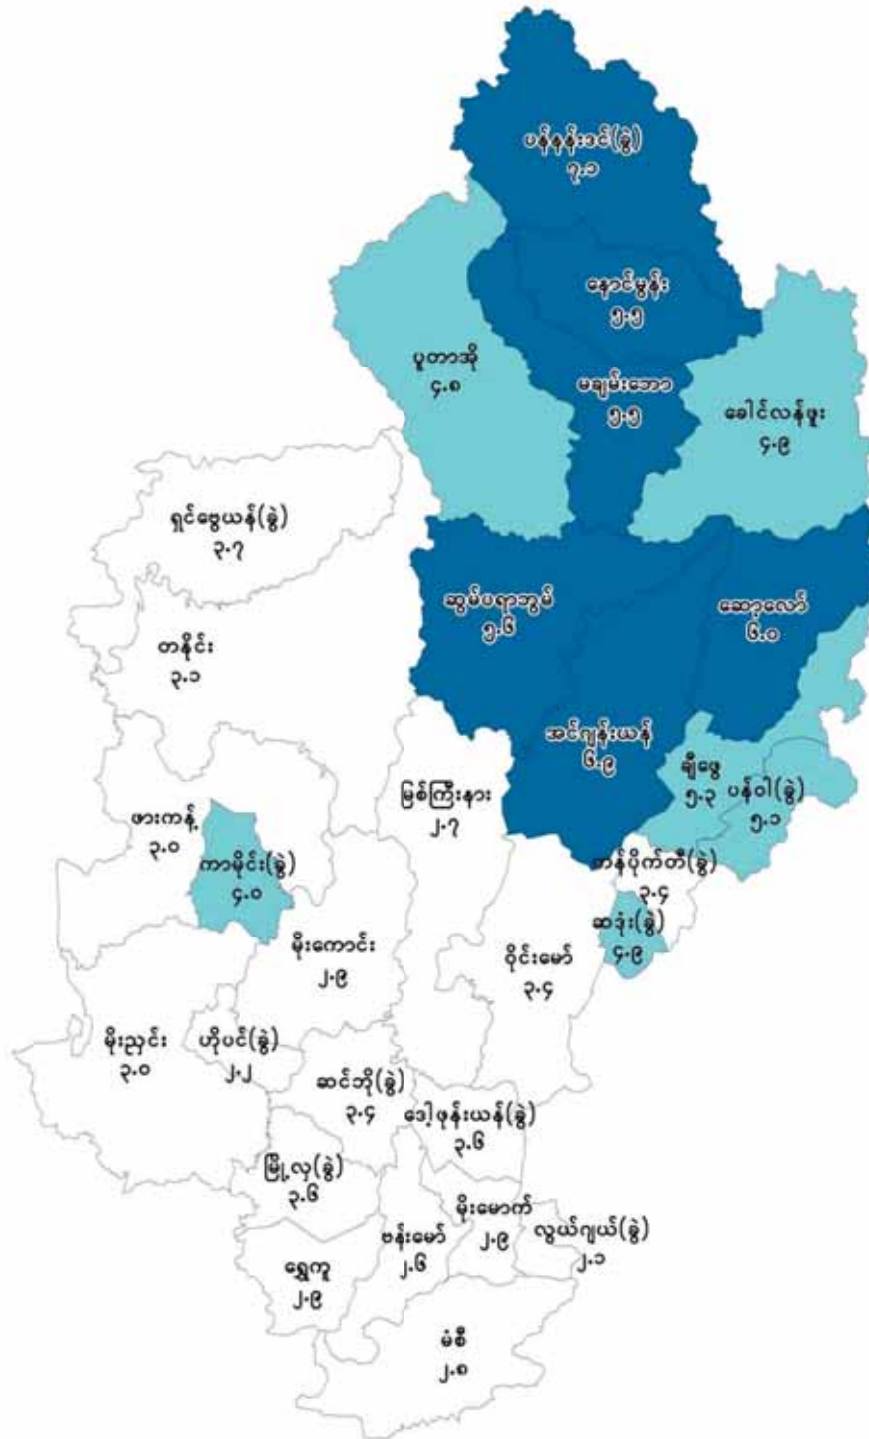 ပန်နန်းဒင်(ခွဲ)
၇.၁
နောင်မွန်း
၅.၅
ပူတာအို
၄.၈
မချမ်းဘော
၅.၅
ခေါင်လန်ဖူး
၄.၉
ရှင်ဗွေယန်(ခွဲ)
၃.၇
ဆွမ်ပရာဘွမ်
၅.၆
ဆော့လော်
၆.၀
တနိုင်း
၃.၁
အင်ဂျန်းယန်
၆.၉
ချီဖွေ
၅.၃
ပန်ဝါ(ခွဲ)
၅.၁
မြစ်ကြီးနား
၂.၇
ဖားကန့်
၃.၀
ကာမိုင်း(ခွဲ)
၄.၀
ကန်ပိုက်တီ(ခွဲ)
၃.၄
ဆဒုံး(ခွဲ)
၄.၉
မိုးကောင်း
၂.၉
ဝိုင်းမော်
၃.၄
မိုးညှင်း
၃.၀
ဟိုပင်(ခွဲ)
၂.၂
ဆင်ဘို(ခွဲ)
၃.၄
ဒေါ့ဖုန်းယန်(ခွဲ)
၃.၆
မြို့လှ(ခွဲ)
၃.၆
မိုးမောက်
၂.၉
ဗန်းမော်
၂.၆
လွယ်ဂျယ်(ခွဲ)
၂.၁
ရွှေကူ
၂.၉
မံစီ
၂.၈